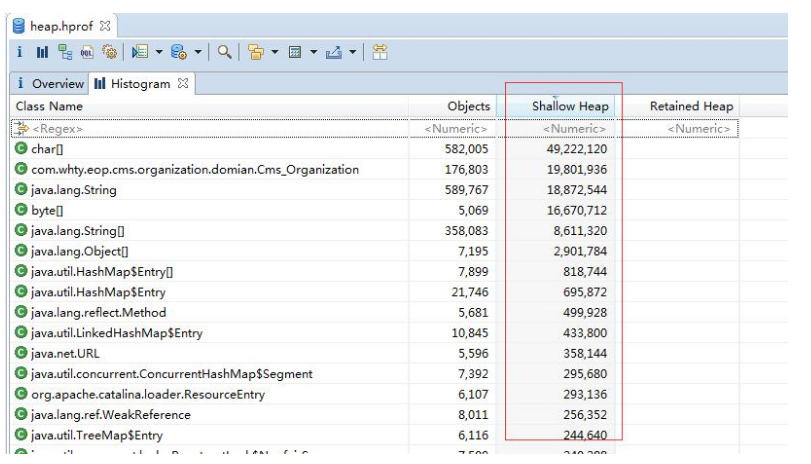 heap.hprof
i OQL
i Overview Histogram
Class Name Objects Shallow Heap Retained Heap
<Regex> <Numeric> <Numeric> <Numeric>
char[] 582,005 49,222,120
com.whty.eop.cms.organization.domian.Cms_Organization 176,803 19,801,936
java.lang.String 589,767 18,872,544
byte[] 5,069 16,670,712
java.lang.String[] 358,083 8,611,320
java.lang.Object[] 7,195 2,901,784
java.util.HashMap$Entry[] 7,899 818,744
java.util.HashMap$Entry 21,746 695,872
java.lang.reflect.Method 5,681 499,928
java.util.LinkedHashMap$Entry 10,845 433,800
java.net.URL 5,596 358,144
java.util.concurrent.ConcurrentHashMap$Segment 7,392 295,680
org.apache.catalina.loader.ResourceEntry 6,107 293,136
java.lang.ref.WeakReference 8,011 256,352
java.util.TreeMap$Entry 6,116 244,640